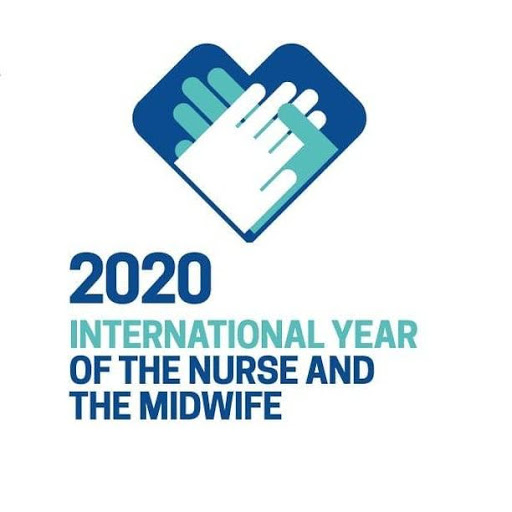 2020
INTERNATIONAL YEAR
OF THE NURSE AND
THE MIDWIFE